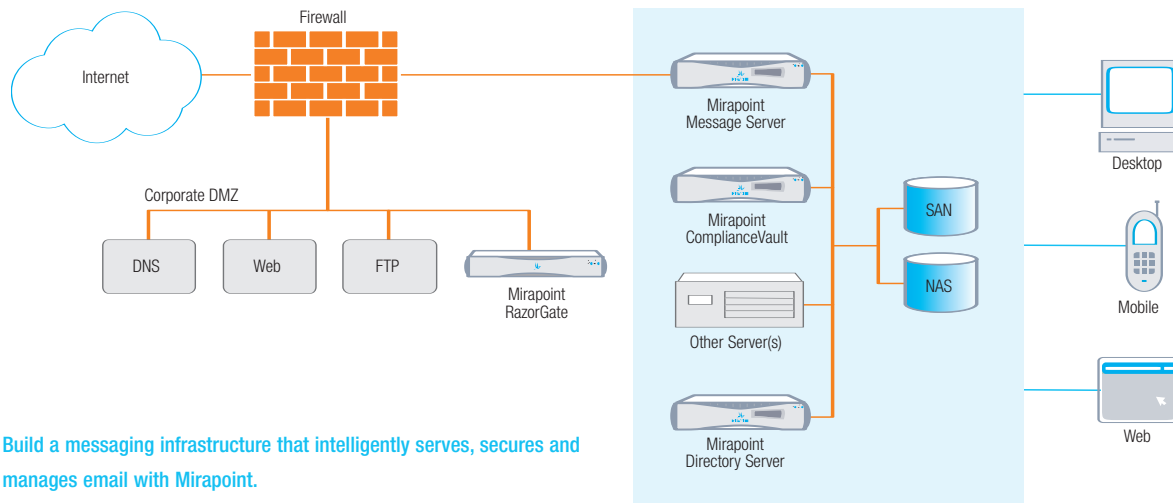 Firewall
Internet
Mirapoint
Message Server
Desktop
Corporate DMZ
DNS
Web
FTP
Mirapoint
RazorGate
Mirapoint
ComplianceVault
SAN
NAS
Mobile
Other Server(s)
Mirapoint
Directory Server
Web
Build a messaging infrastructure that intelligently serves, secures and
manages email with Mirapoint.